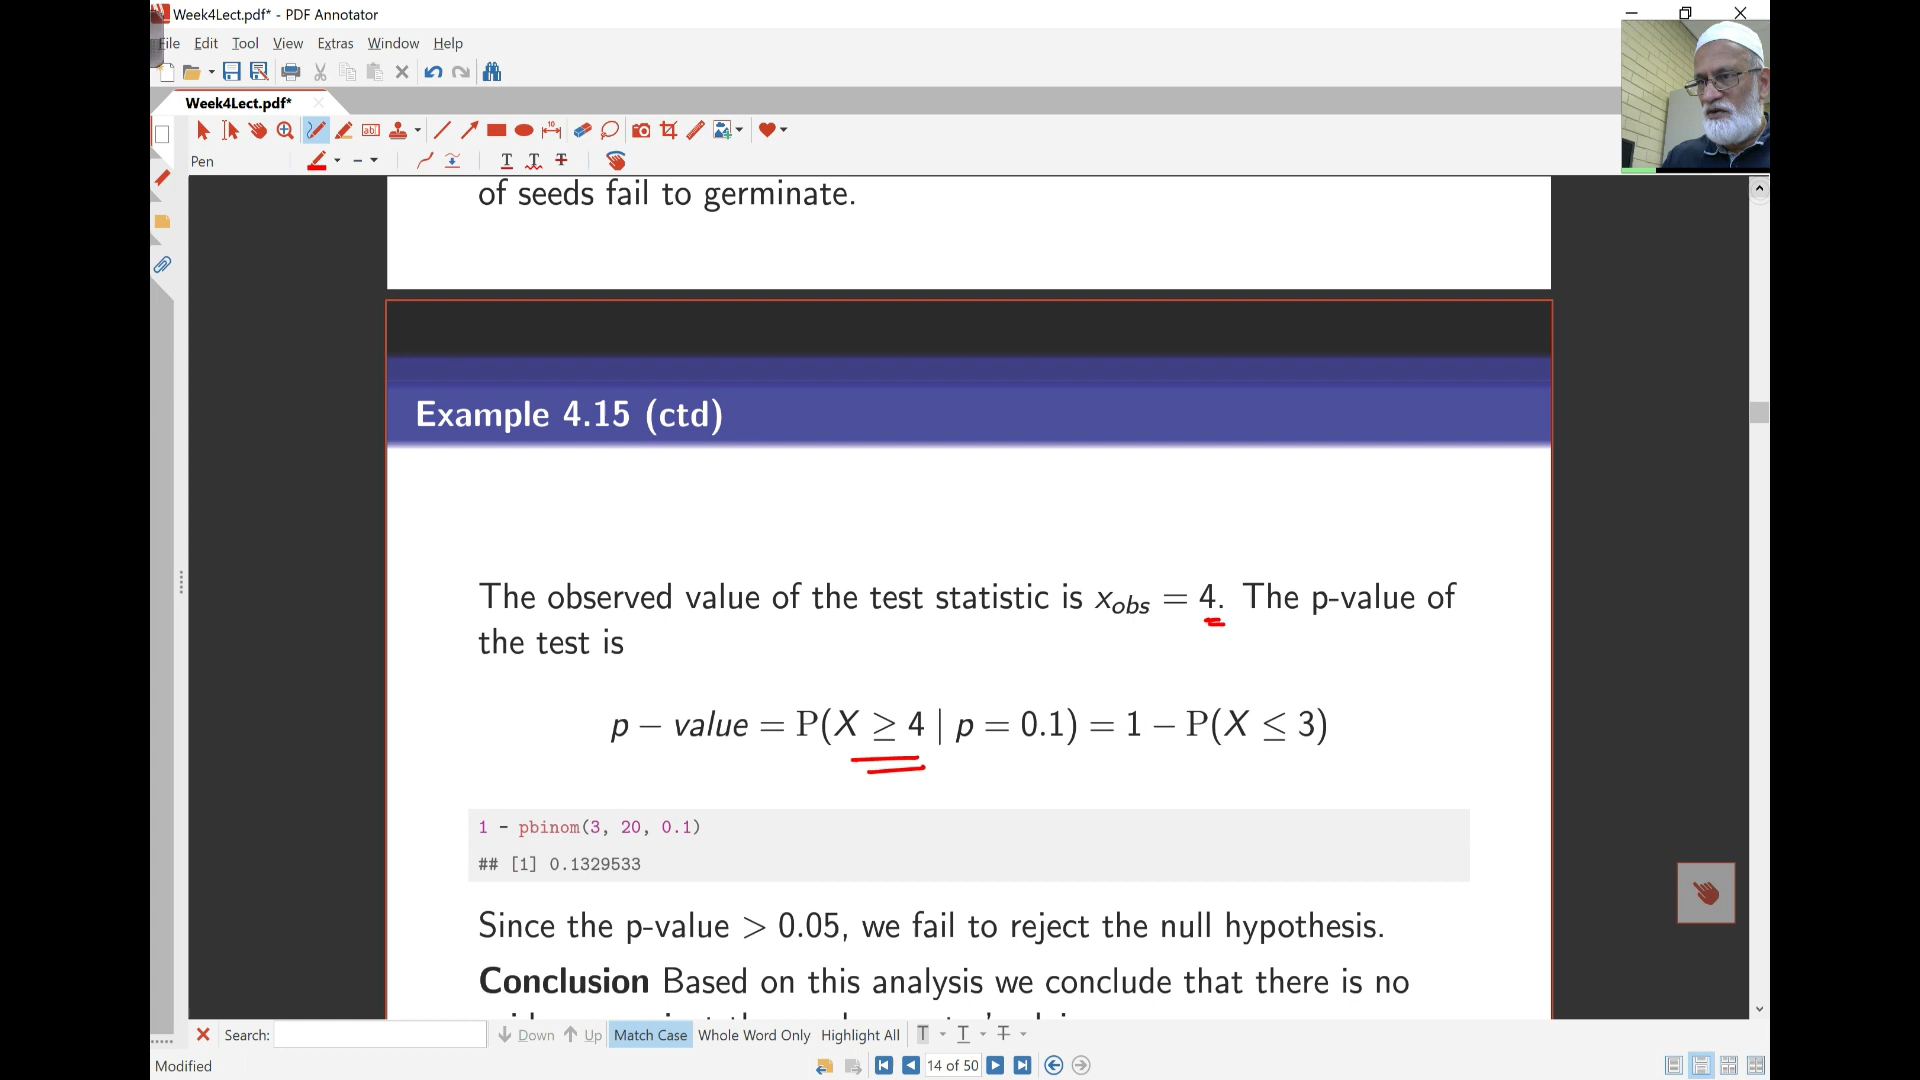 Week4Lect.pdf* - PDF Annotator
File Edit Tool View Extras Window Help
Week4Lect.pdf*
Pen
of seeds fail to germinate.
Example 4.15 (ctd)
The observed value of the test statistic is x_obs = 4. The p-value of
the test is
p − value = P(X ≥ 4 | p = 0.1) = 1 − P(X ≤ 3)
1 - pbinom(3, 20, 0.1)
## [1] 0.1329533
Since the p-value > 0.05, we fail to reject the null hypothesis.
Conclusion Based on this analysis we conclude that there is no
Search: Down Up Match Case Whole Word Only Highlight All T T T
Modified 14 of 50